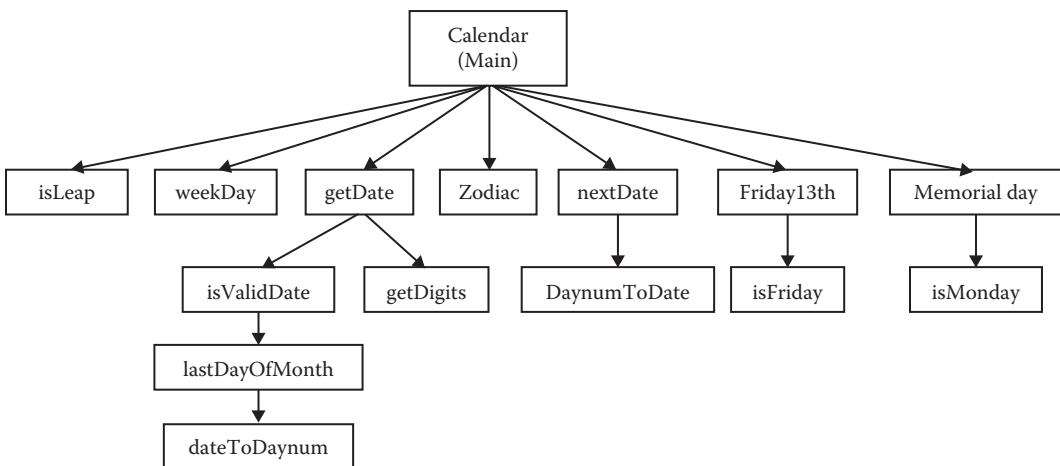 Calendar
(Main)
isLeap
weekDay
getDate
Zodiac
nextDate
Friday13th
Memorial day
isValidDate
getDigits
DaynumToDate
isFriday
isMonday
lastDayOfMonth
dateToDaynum